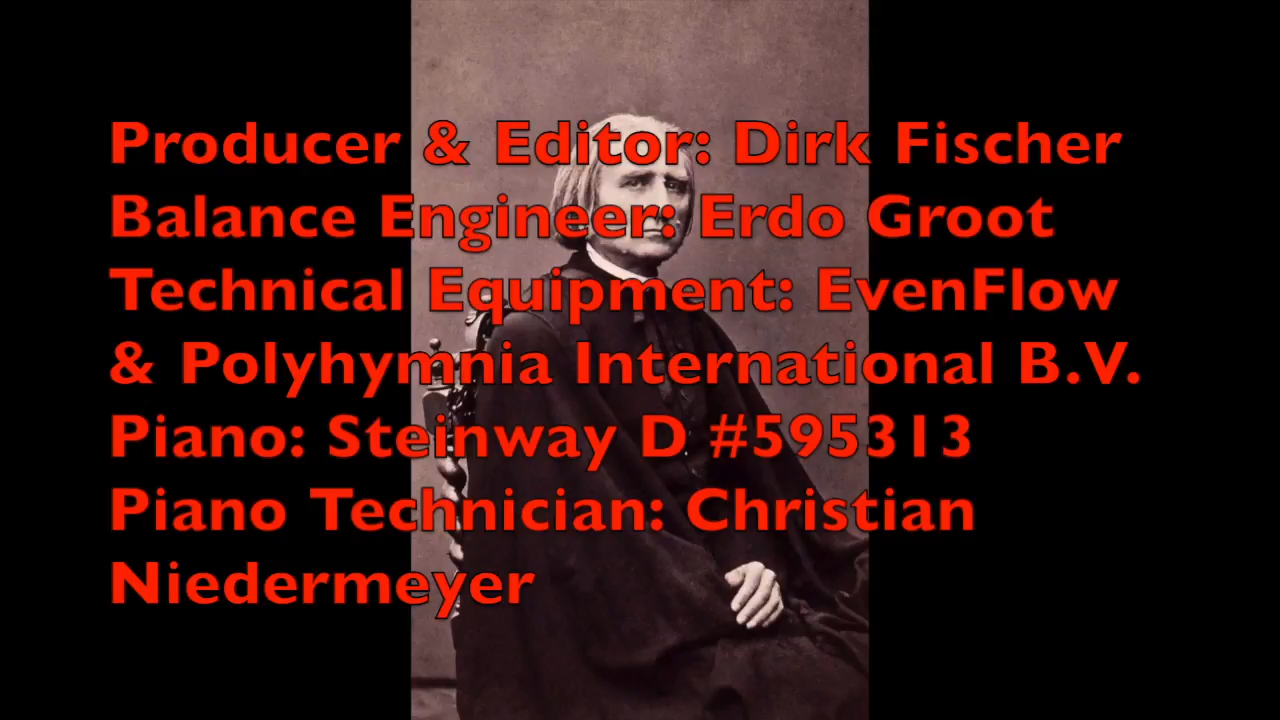 Producer & Editor: Dirk Fischer
Balance Engineer: Erdo Groot
Technical Equipment: EvenFlow
& Polyhymnia International B.V.
Piano: Steinway D #595313
Piano Technician: Christian
Niedermeyer